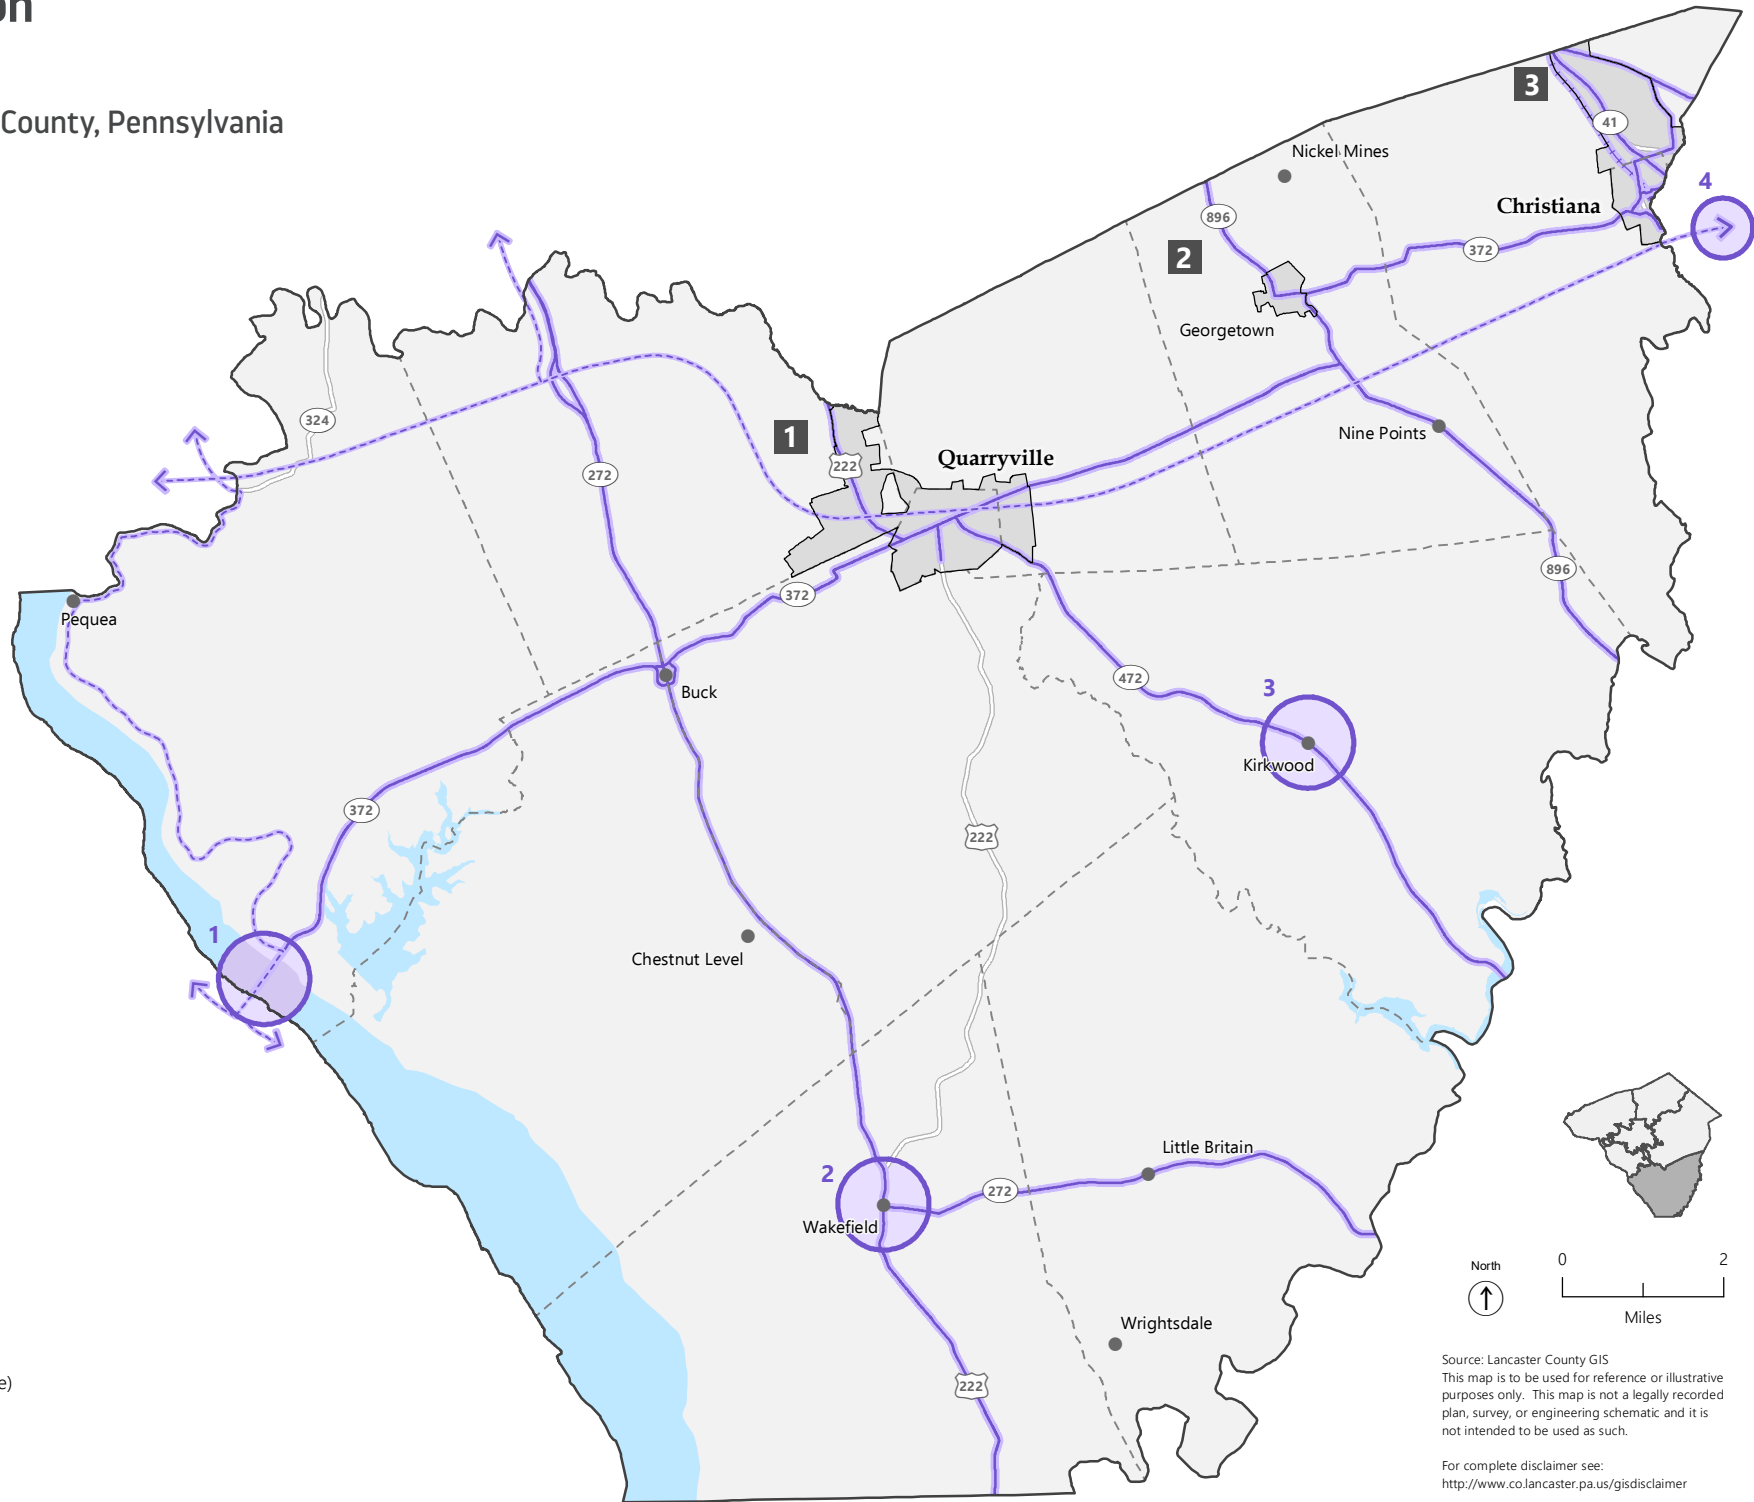 on
County, Pennsylvania
3
41
Nickel Mines
4
Christiana
896
2
372
Georgetown
324
1
Nine Points
Quarryville
222
272
896
372
Pequea
472
3
Buck
Kirkwood
372
222
1
Chestnut Level
Little Britain
2
272
Wakefield
North
0 2
Miles
Wrightsdale
222
e)
Source: Lancaster County GIS
This map is to be used for reference or illustrative
purposes only. This map is not a legally recorded
plan, survey, or engineering schematic and it is
not intended to be used as such.
For complete disclaimer see:
http://www.co.lancaster.pa.us/gisdisclaimer